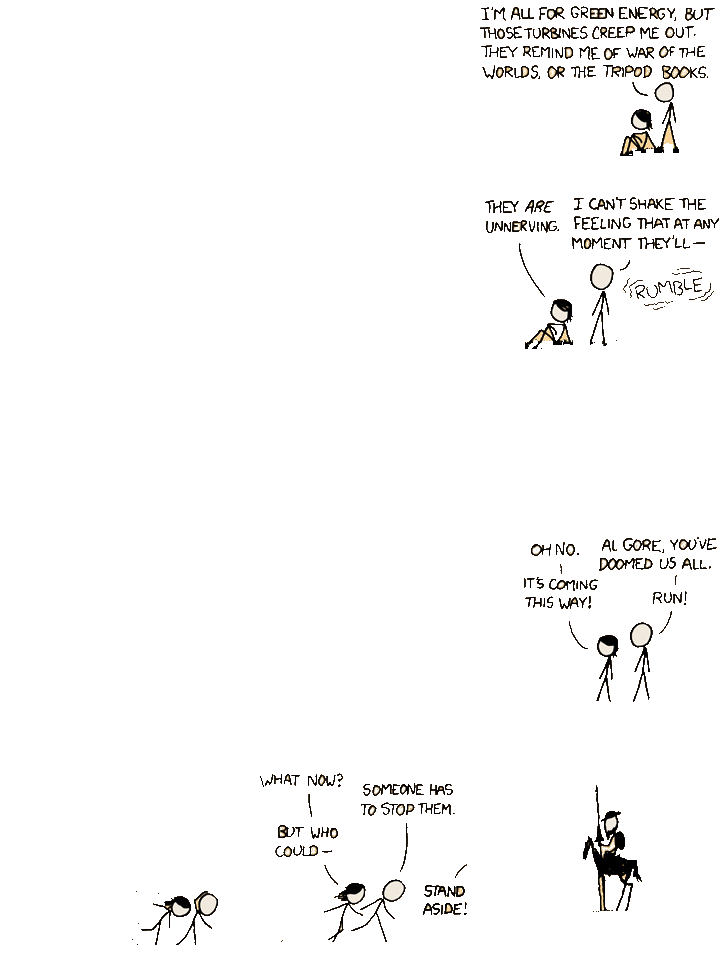 I'M ALL FOR GREEN ENERGY, BUT
THOSE TURBINES CREEP ME OUT.
THEY REMIND ME OF WAR OF THE
WORLDS, OR THE TRIPOD BOOKS.
THEY ARE
UNNERVING.
I CAN'T SHAKE THE
FEELING THAT AT ANY
MOMENT THEY'LL—
RUMBLE
OH NO.
IT'S COMING
THIS WAY!
AL GORE, YOU'VE
DOOMED US ALL.
RUN!
WHAT NOW?
SOMEONE HAS
TO STOP THEM.
BUT WHO
COULD—
STAND
ASIDE!